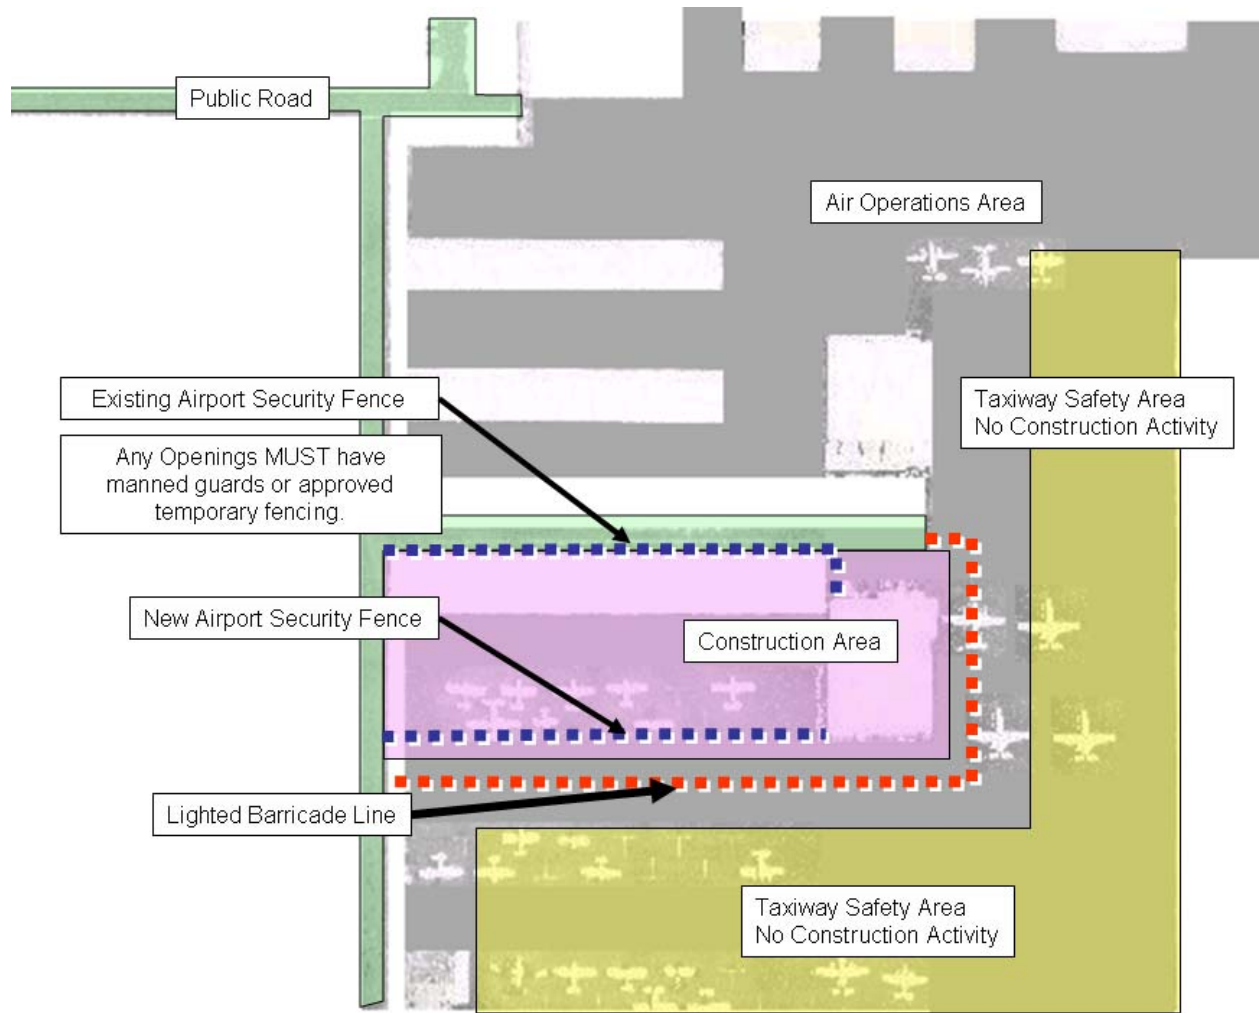 Public Road
Air Operations Area
Existing Airport Security Fence
Taxiway Safety Area
No Construction Activity
Any Openings MUST have
manned guards or approved
temporary fencing.
New Airport Security Fence
Construction Area
Lighted Barricade Line
Taxiway Safety Area
No Construction Activity